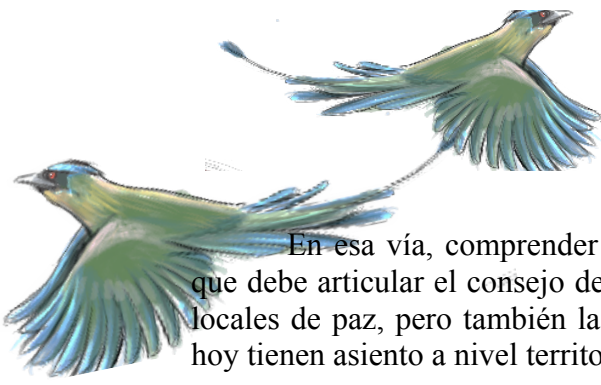 En esa vía, comprender
que debe articular el consejo de
locales de paz, pero también la
hoy tienen asiento a nivel territo